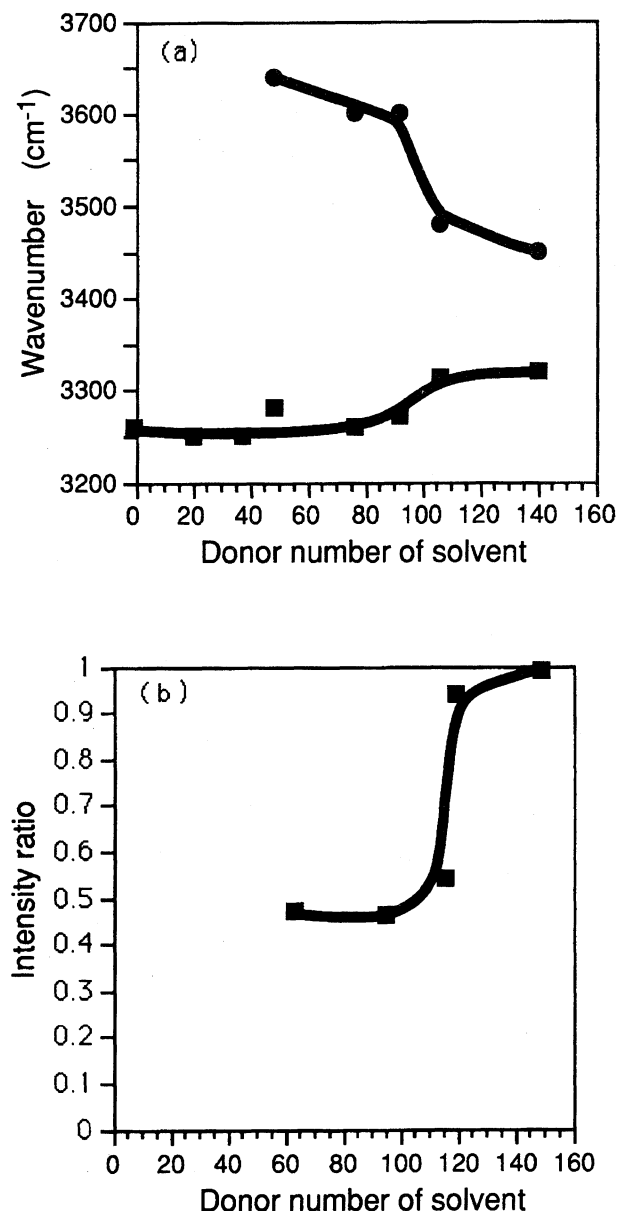 (a)
Wavenumber (cm-1)
3700
3600
3500
3400
3300
3200
0 20 40 60 80 100 120 140 160
Donor number of solvent
(b)
Intensity ratio
1
0.9
0.8
0.7
0.6
0.5
0.4
0.3
0.2
0.1
0
0 20 40 60 80 100 120 140 160
Donor number of solvent